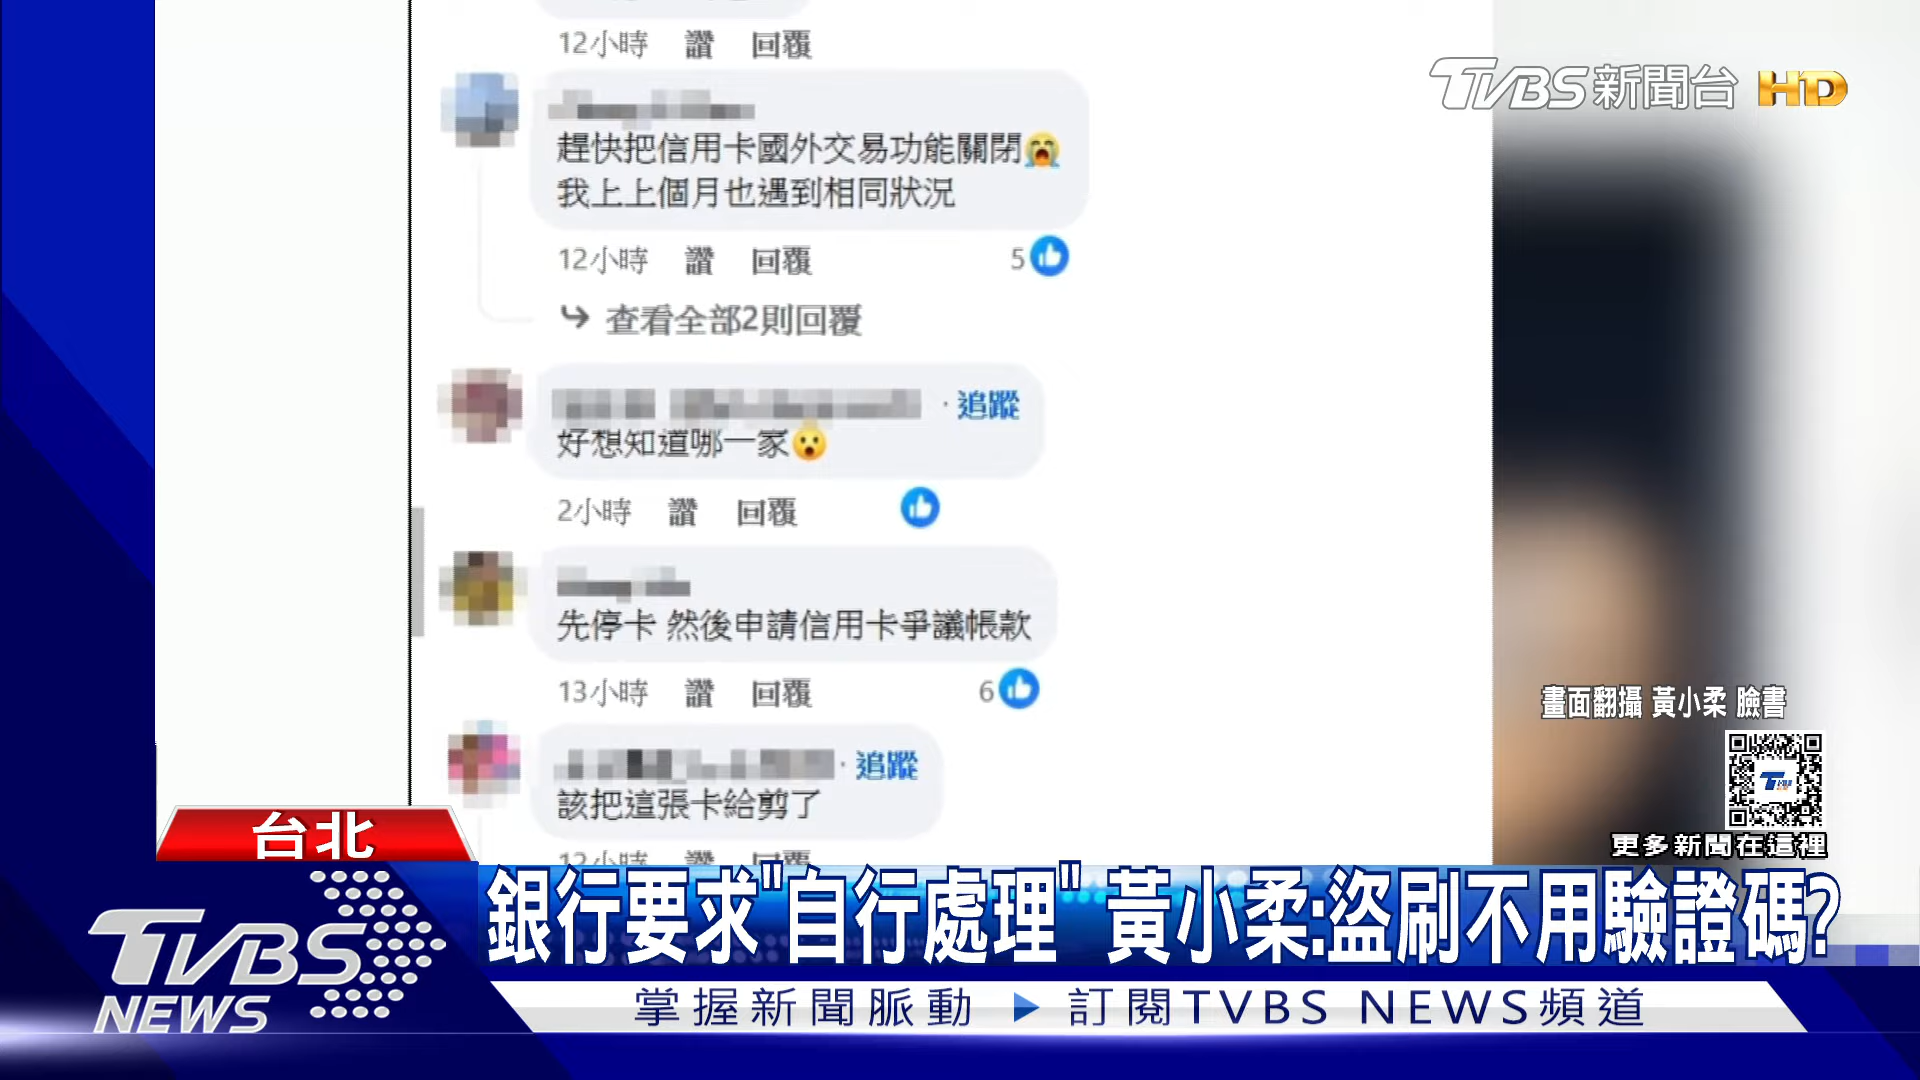 12小時 讚 回覆
TVBS新聞台 HD
趕快把信用卡國外交易功能關閉😭
我上上個月也遇到相同狀況
12小時 讚 回覆 5
查看全部2則回覆
· 追蹤
好想知道哪一家😮
2小時 讚 回覆
先停卡 然後申請信用卡爭議帳款
13小時 讚 回覆 6
· 追蹤
該把這張卡給剪了
12小時 讚 回覆
畫面翻攝 黃小柔 臉書
更多新聞在這裡
台北
銀行要求"自行處理" 黃小柔:盜刷不用驗證碼?
TVBS
NEWS
掌握新聞脈動 ▶ 訂閱TVBS NEWS頻道